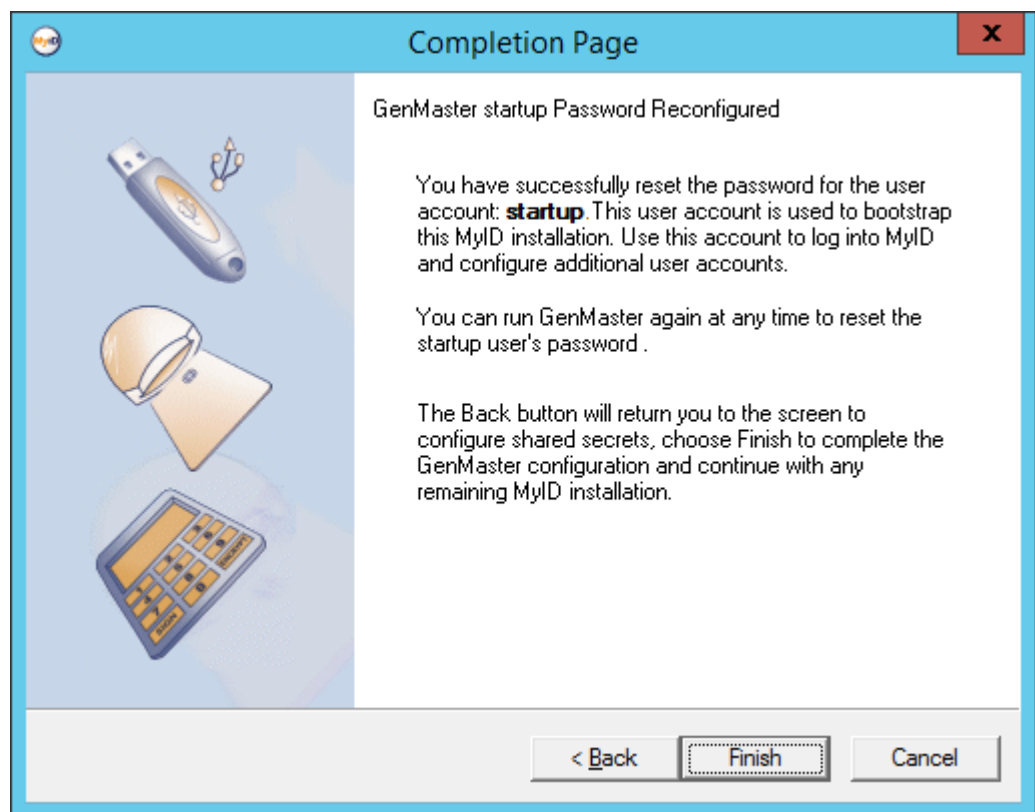 MyID
Completion Page
x
GenMaster startup Password Reconfigured
You have successfully reset the password for the user
account: startup.This user account is used to bootstrap
this MyID installation. Use this account to log into MyID
and configure additional user accounts.
You can run GenMaster again at any time to reset the
startup user's password .
The Back button will return you to the screen to
configure shared secrets, choose Finish to complete the
GenMaster configuration and continue with any
remaining MyID installation.
SIGN
ENCRYPT
< Back
Finish
Cancel